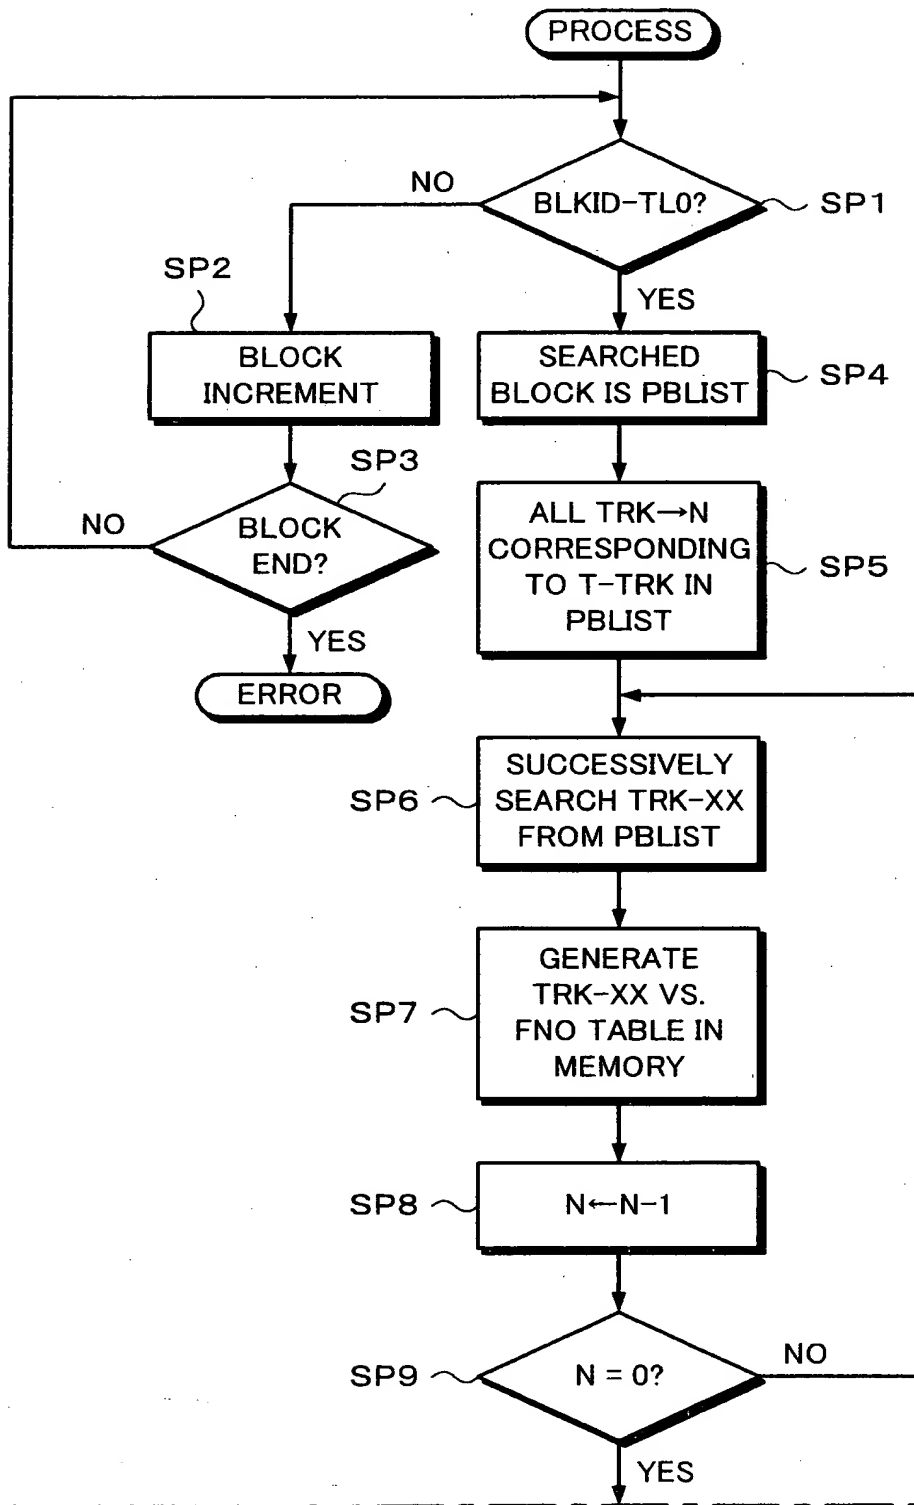 PROCESS
NO
BLKID-TL0?
SP1
SP2
YES
BLOCK
INCREMENT
SEARCHED
BLOCK IS PBLIST
SP4
SP3
NO
BLOCK
END?
ALL TRK→N
CORRESPONDING
TO T-TRK IN
PBLIST
SP5
YES
ERROR
SP6
SUCCESSIVELY
SEARCH TRK-XX
FROM PBLIST
SP7
GENERATE
TRK-XX VS.
FNO TABLE IN
MEMORY
SP8
N←N-1
SP9
N = 0?
NO
YES